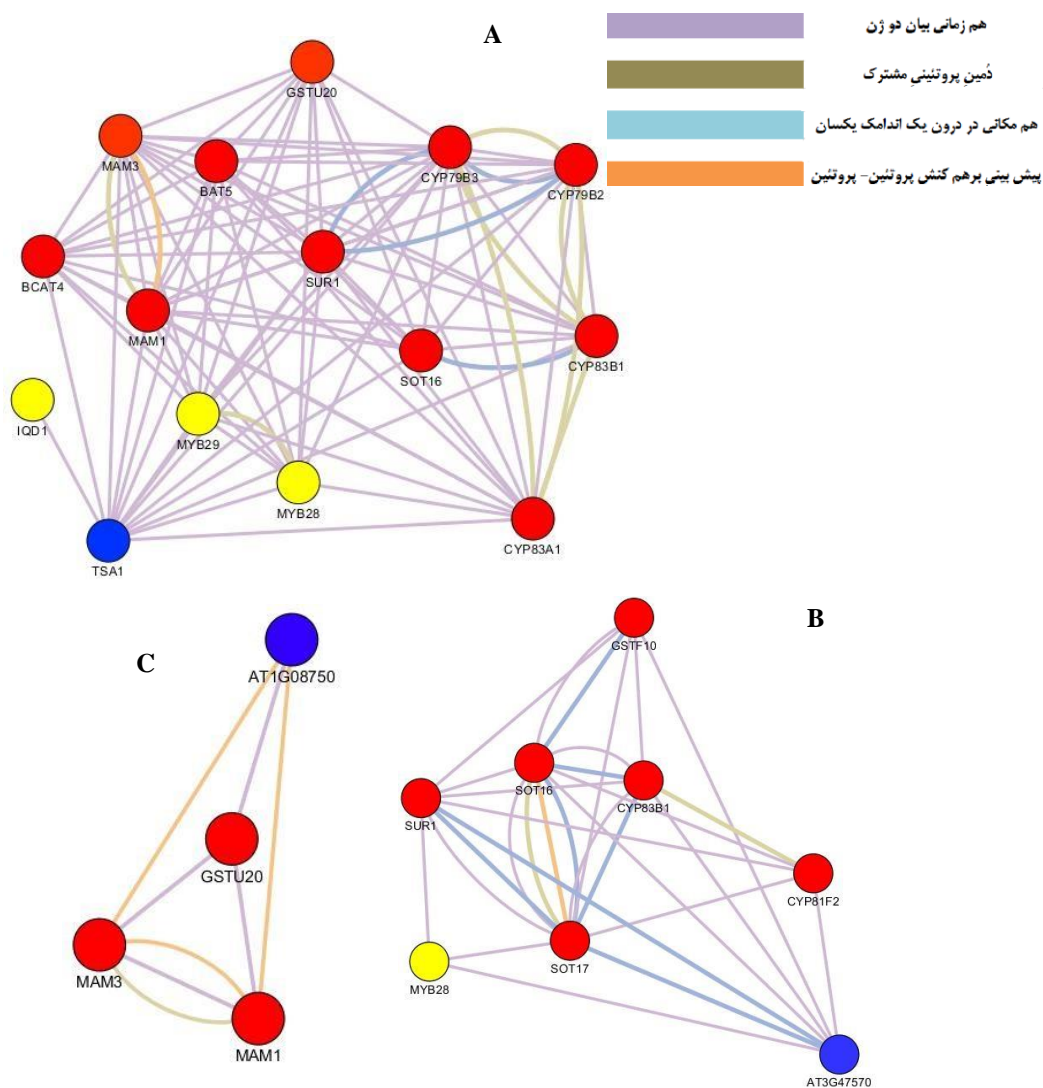 A
هم زمانی بیان دو ژن
دُمینِ پروتئینیِ مشترک
هم مکانی در درون یک اندامک یکسان
پیش بینی برهم کنش پروتئین- پروتئین
GSTU20
MAM3
BAT5
CYP79B3
CYP79B2
BCAT4
SUR1
MAM1
SOT16
CYP83B1
IQD1
MYB29
MYB28
CYP83A1
TSA1
B
C
GSTF10
AT1G08750
SOT16
CYP83B1
SUR1
GSTU20
CYP81F2
SOT17
MYB28
MAM3
MAM1
AT3G47570